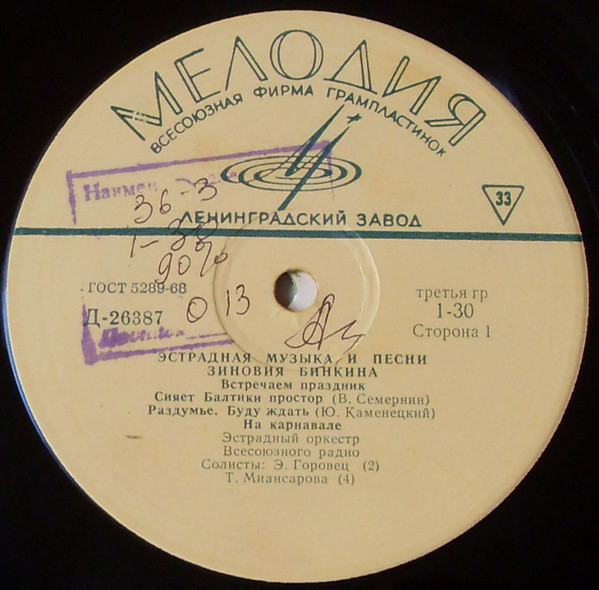 МЕЛОДИЯ
ВСЕСОЮЗНАЯ ФИРМА ГРАМПЛАСТИНОК
Наимен
36-3
ЛЕНИНГРАДСКИЙ ЗАВОД
33
1-30
90%
ГОСТ 5289-68
третья гр
Д-26387
О 13
1-30
Сторона 1
ЭСТРАДНАЯ МУЗЫКА И ПЕСНИ
ЗИНОВИЯ БИНКИНА
Встречаем праздник
Сияет Балтики простор (В. Семернин)
Раздумье. Буду ждать (Ю. Каменецкий)
На карнавале
Эстрадный оркестр
Всесоюзного радио
Солисты: Э. Горовец (2)
Т. Миансарова (4)